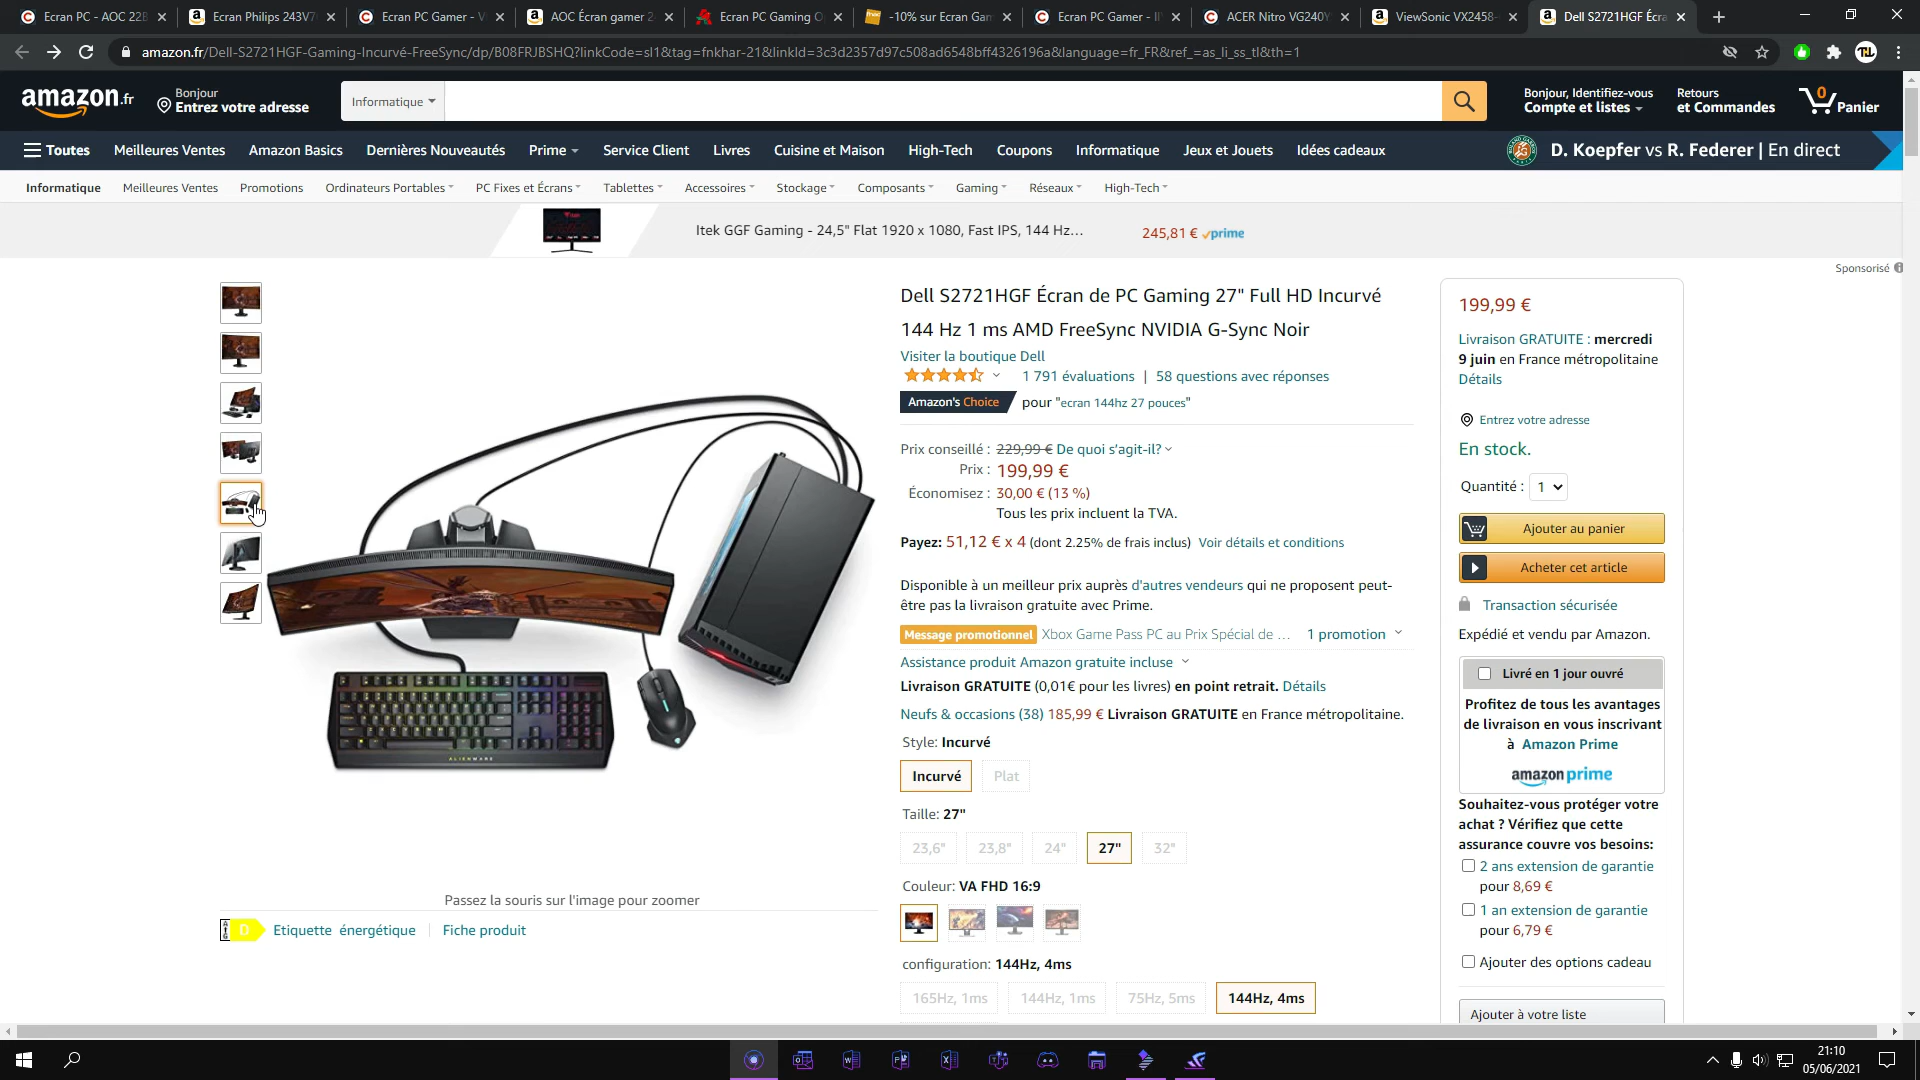 Ecran PC - AOC 22B
Ecran Philips 243V7
Ecran PC Gamer - V
AOC Écran gamer 2
Ecran PC Gaming O
-10% sur Ecran Gam
Ecran PC Gamer - II
ACER Nitro VG240Y
ViewSonic VX2458-
Dell S2721HGF Écra
amazon.fr/Dell-S2721HGF-Gaming-Incurvé-FreeSync/dp/B08FRJBSHQ?linkCode=sl1&tag=fnkhar-21&linkId=3c3d2357d97c508ad6548bff4326196a&language=fr_FR&ref_=as_li_ss_tl&th=1
amazon.fr
Bonjour
Entrez votre adresse
Informatique
Bonjour, Identifiez-vous
Compte et listes
Retours
et Commandes
0
Panier
Toutes
Meilleures Ventes
Amazon Basics
Dernières Nouveautés
Prime
Service Client
Livres
Cuisine et Maison
High-Tech
Coupons
Informatique
Jeux et Jouets
Idées cadeaux
D. Koepfer vs R. Federer | En direct
Informatique
Meilleures Ventes
Promotions
Ordinateurs Portables
PC Fixes et Écrans
Tablettes
Accessoires
Stockage
Composants
Gaming
Réseaux
High-Tech
Itek GGF Gaming - 24,5" Flat 1920 x 1080, Fast IPS, 144 Hz...
245,81 € prime
Sponsorisé
Dell S2721HGF Écran de PC Gaming 27" Full HD Incurvé
144 Hz 1 ms AMD FreeSync NVIDIA G-Sync Noir
Visiter la boutique Dell
1 791 évaluations | 58 questions avec réponses
Amazon's Choice pour "ecran 144hz 27 pouces"
Prix conseillé : 229,99 € De quoi s'agit-il?
Prix : 199,99 €
Économisez : 30,00 € (13 %)
Tous les prix incluent la TVA.
Payez: 51,12 € x 4 (dont 2.25% de frais inclus) Voir détails et conditions
Disponible à un meilleur prix auprès d'autres vendeurs qui ne proposent peut-
être pas la livraison gratuite avec Prime.
Message promotionnel Xbox Game Pass PC au Prix Spécial de ... 1 promotion
Assistance produit Amazon gratuite incluse
Livraison GRATUITE (0,01€ pour les livres) en point retrait. Détails
Neufs & occasions (38) 185,99 € Livraison GRATUITE en France métropolitaine.
Style: Incurvé
Incurvé
Plat
Taille: 27"
23,6"
23,8"
24"
27"
32"
Couleur: VA FHD 16:9
configuration: 144Hz, 4ms
165Hz, 1ms
144Hz, 1ms
75Hz, 5ms
144Hz, 4ms
ALIENWARE
Passez la souris sur l'image pour zoomer
D
Etiquette énergétique
Fiche produit
199,99 €
Livraison GRATUITE : mercredi
9 juin en France métropolitaine
Détails
Entrez votre adresse
En stock.
Quantité : 1
Ajouter au panier
Acheter cet article
Transaction sécurisée
Expédié et vendu par Amazon.
Livré en 1 jour ouvré
Profitez de tous les avantages
de livraison en vous inscrivant
à Amazon Prime
amazon prime
Souhaitez-vous protéger votre
achat ? Vérifiez que cette
assurance couvre vos besoins:
2 ans extension de garantie
pour 8,69 €
1 an extension de garantie
pour 6,79 €
Ajouter des options cadeau
Ajouter à votre liste
21:10
05/06/2021